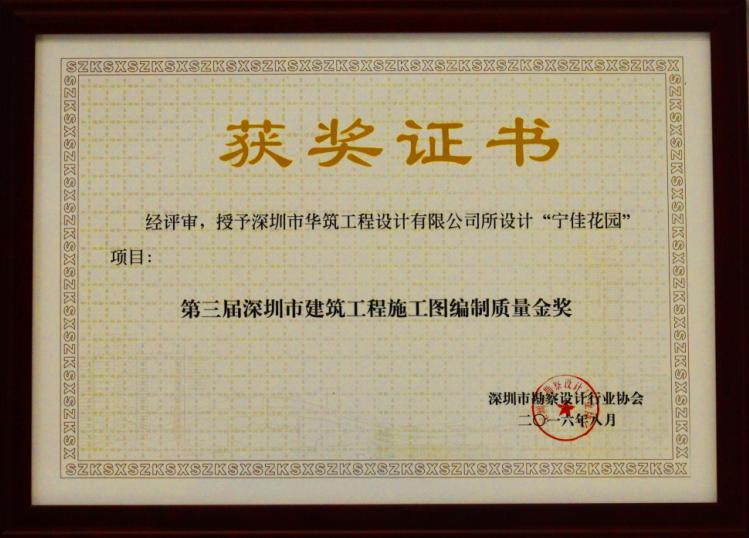 获奖证书
经评审，授予深圳市华筑工程设计有限公司所设计“宁佳花园”
项目：
第三届深圳市建筑工程施工图编制质量金奖
深圳市勘察设计行业协会
二〇一六年八月